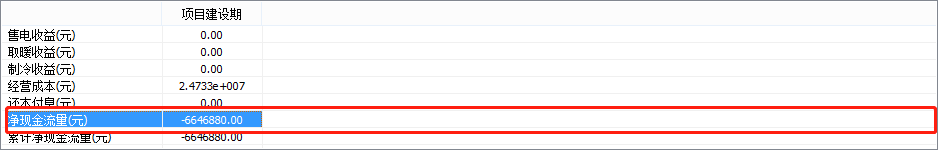 项目建设期
售电收益(元) 0.00
取暖收益(元) 0.00
制冷收益(元) 0.00
经营成本(元) 2.4733e+007
还本付息(元) 0.00
净现金流量(元) -6646880.00
累计净现金流量(元) -6646880.00